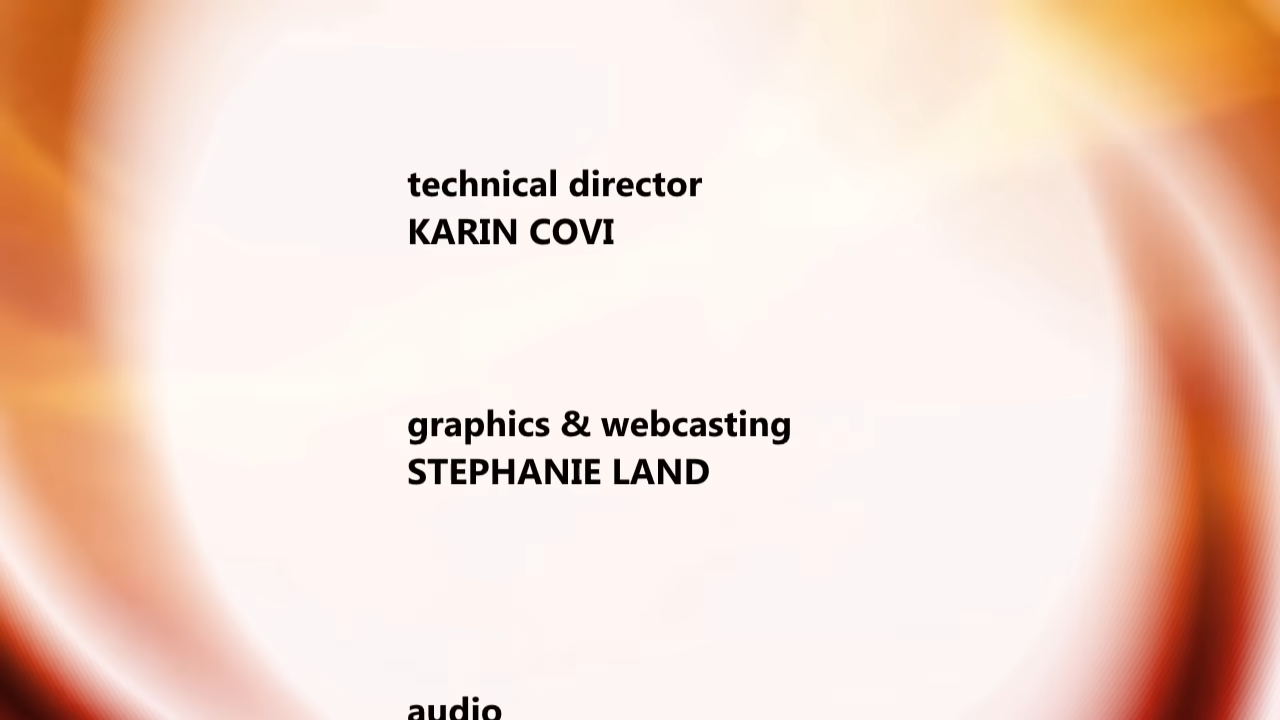 technical director
KARIN COVI
graphics & webcasting
STEPHANIE LAND
audio